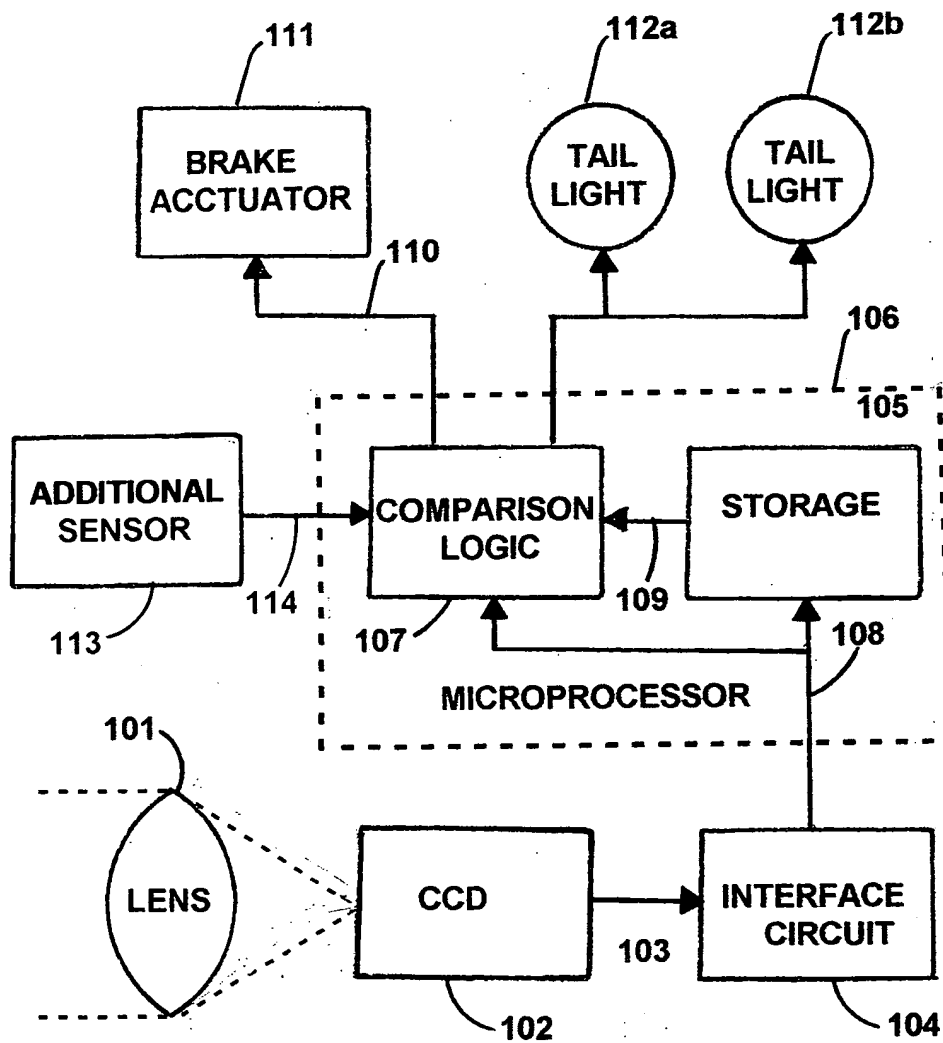 111
112a
112b
BRAKE
ACCTUATOR
TAIL
LIGHT
TAIL
LIGHT
110
106
105
ADDITIONAL
SENSOR
COMPARISON
LOGIC
STORAGE
114
109
113
107
108
MICROPROCESSOR
101
LENS
CCD
INTERFACE
CIRCUIT
103
102
104